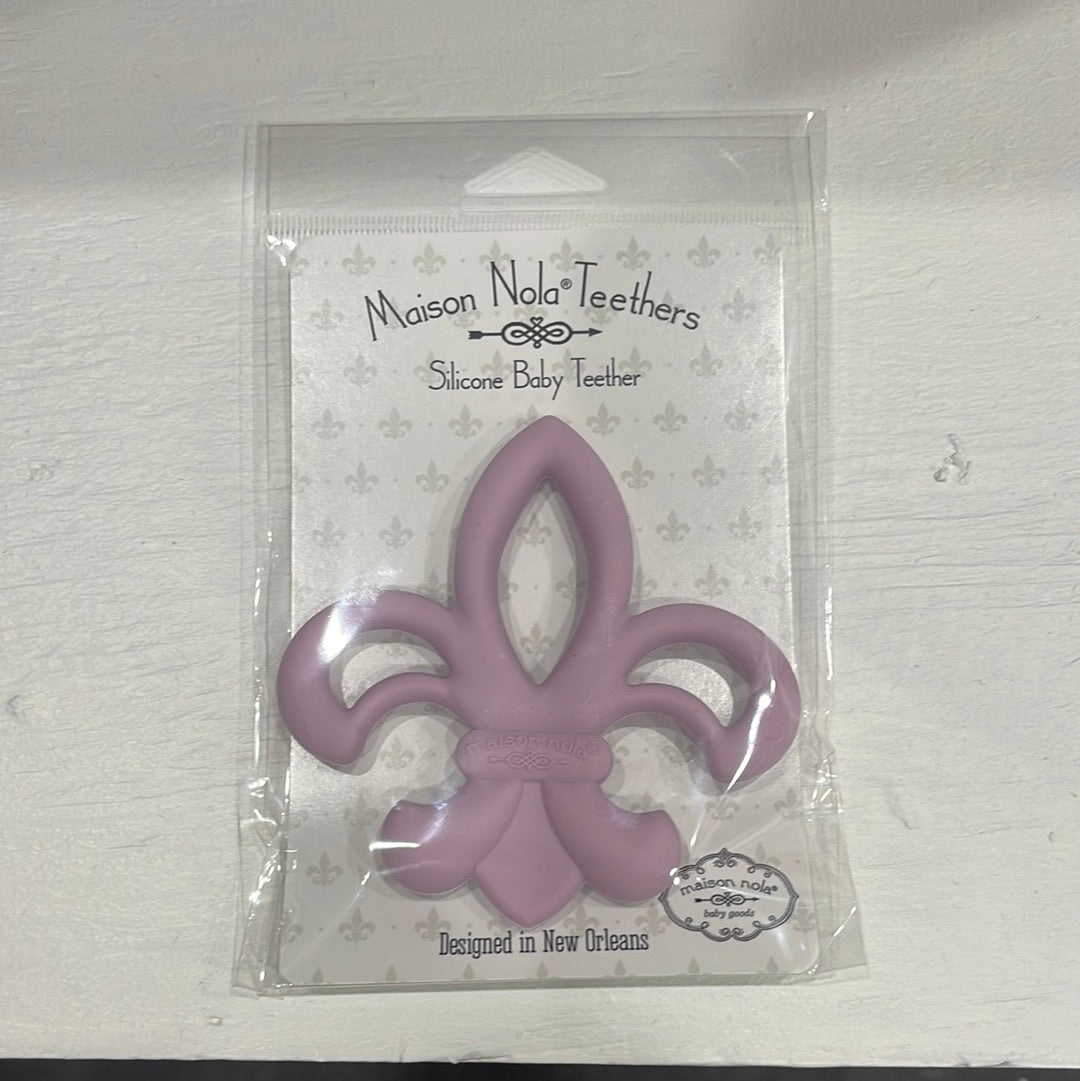 Maison Nola® Teethers
Silicone Baby Teether
maison nola®
maison nola®
baby goods
Designed in New Orleans